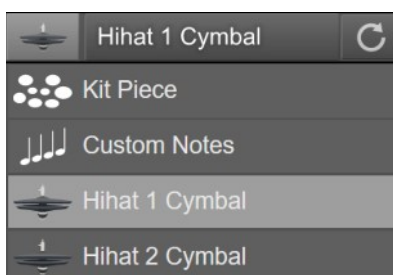 Hihat 1 Cymbal
Kit Piece
Custom Notes
Hihat 1 Cymbal
Hihat 2 Cymbal